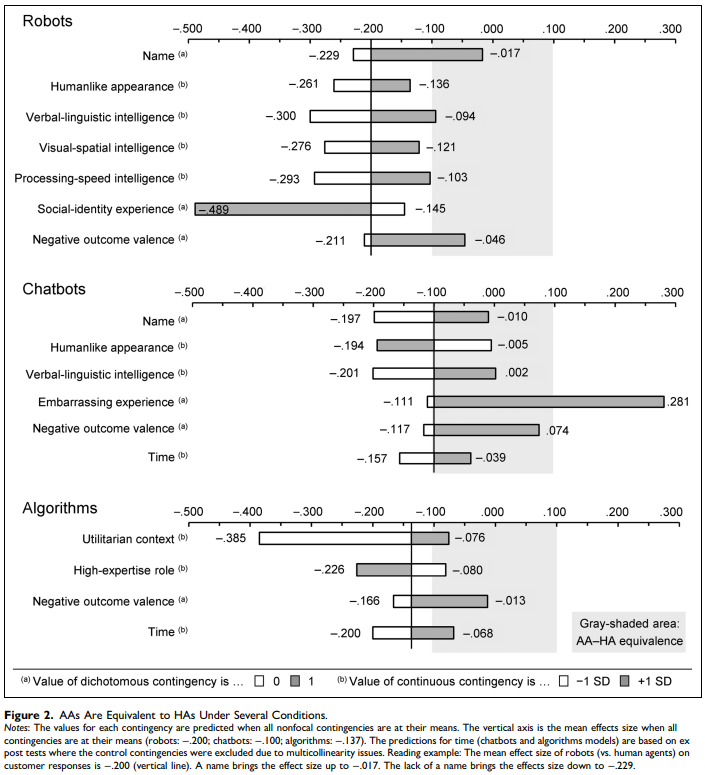 Robots
-.500 -.400 -.300 -.200 -.100 .000 .100 .200 .300
Name (a) -.229 -.017
Humanlike appearance (b) -.261 -.136
Verbal-linguistic intelligence (b) -.300 -.094
Visual-spatial intelligence (b) -.276 -.121
Processing-speed intelligence (b) -.293 -.103
Social-identity experience (a) -.489 -.145
Negative outcome valence (a) -.211 -.046
Chatbots
-.500 -.400 -.300 -.200 -.100 .000 .100 .200 .300
Name (a) -.197 -.010
Humanlike appearance (b) -.194 -.005
Verbal-linguistic intelligence (b) -.201 .002
Embarrassing experience (a) -.111 .281
Negative outcome valence (a) -.117 .074
Time (b) -.157 -.039
Algorithms
-.500 -.400 -.300 -.200 -.100 .000 .100 .200 .300
Utilitarian context (b) -.385 -.076
High-expertise role (b) -.226 -.080
Negative outcome valence (a) -.166 -.013
Time (b) -.200 -.068
Gray-shaded area:
AA–HA equivalence
(a) Value of dichotomous contingency is ... 0 1 (b) Value of continuous contingency is ... −1 SD +1 SD
Figure 2. AAs Are Equivalent to HAs Under Several Conditions.
Notes: The values for each contingency are predicted when all nonfocal contingencies are at their means. The vertical axis is the mean effects size when all
contingencies are at their means (robots: -.200; chatbots: -.100; algorithms: -.137). The predictions for time (chatbots and algorithms models) are based on ex
post tests where the control contingencies were excluded due to multicollinearity issues. Reading example: The mean effect size of robots (vs. human agents) on
customer responses is -.200 (vertical line). A name brings the effect size up to -.017. The lack of a name brings the effects size down to -.229.